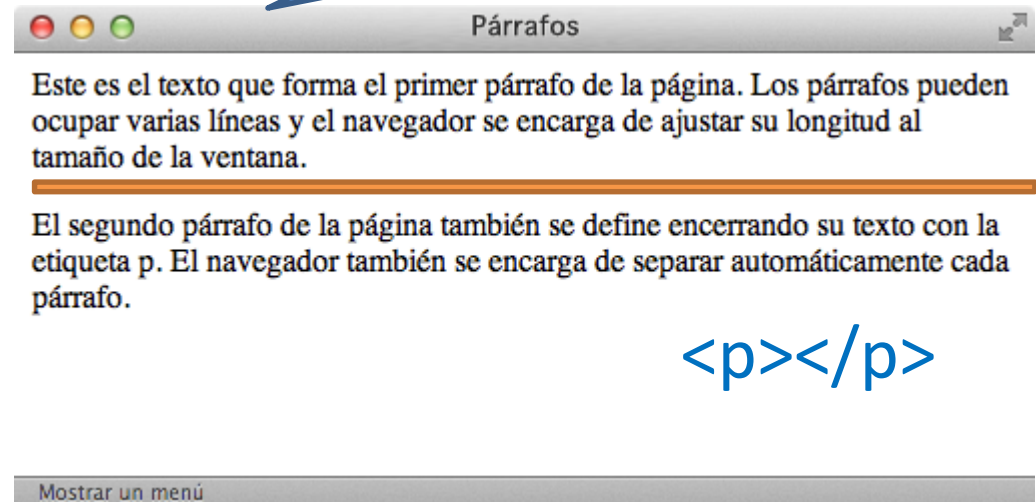 Párrafos
Este es el texto que forma el primer párrafo de la página. Los párrafos pueden
ocupar varias líneas y el navegador se encarga de ajustar su longitud al
tamaño de la ventana.
El segundo párrafo de la página también se define encerrando su texto con la
etiqueta p. El navegador también se encarga de separar automáticamente cada
párrafo.
<p></p>
Mostrar un menú